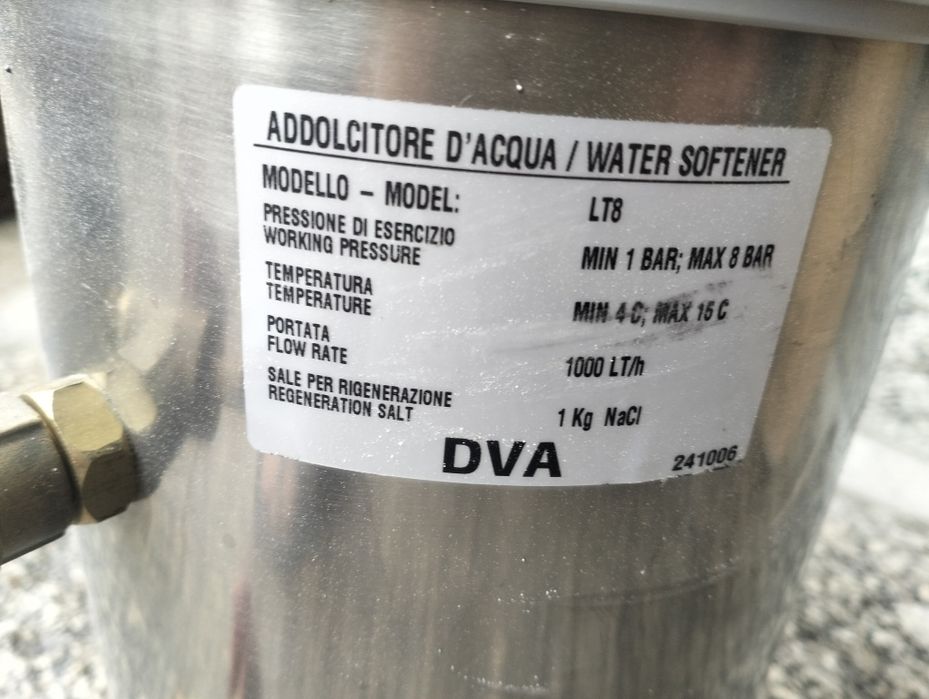 ADDOLCITORE D'ACQUA / WATER SOFTENER
MODELLO – MODEL: LT8
PRESSIONE DI ESERCIZIO
WORKING PRESSURE MIN 1 BAR; MAX 8 BAR
TEMPERATURA
TEMPERATURE MIN 4 C; MAX 15 C
PORTATA
FLOW RATE 1000 LT/h
SALE PER RIGENERAZIONE
REGENERATION SALT 1 Kg NaCl
DVA 241006